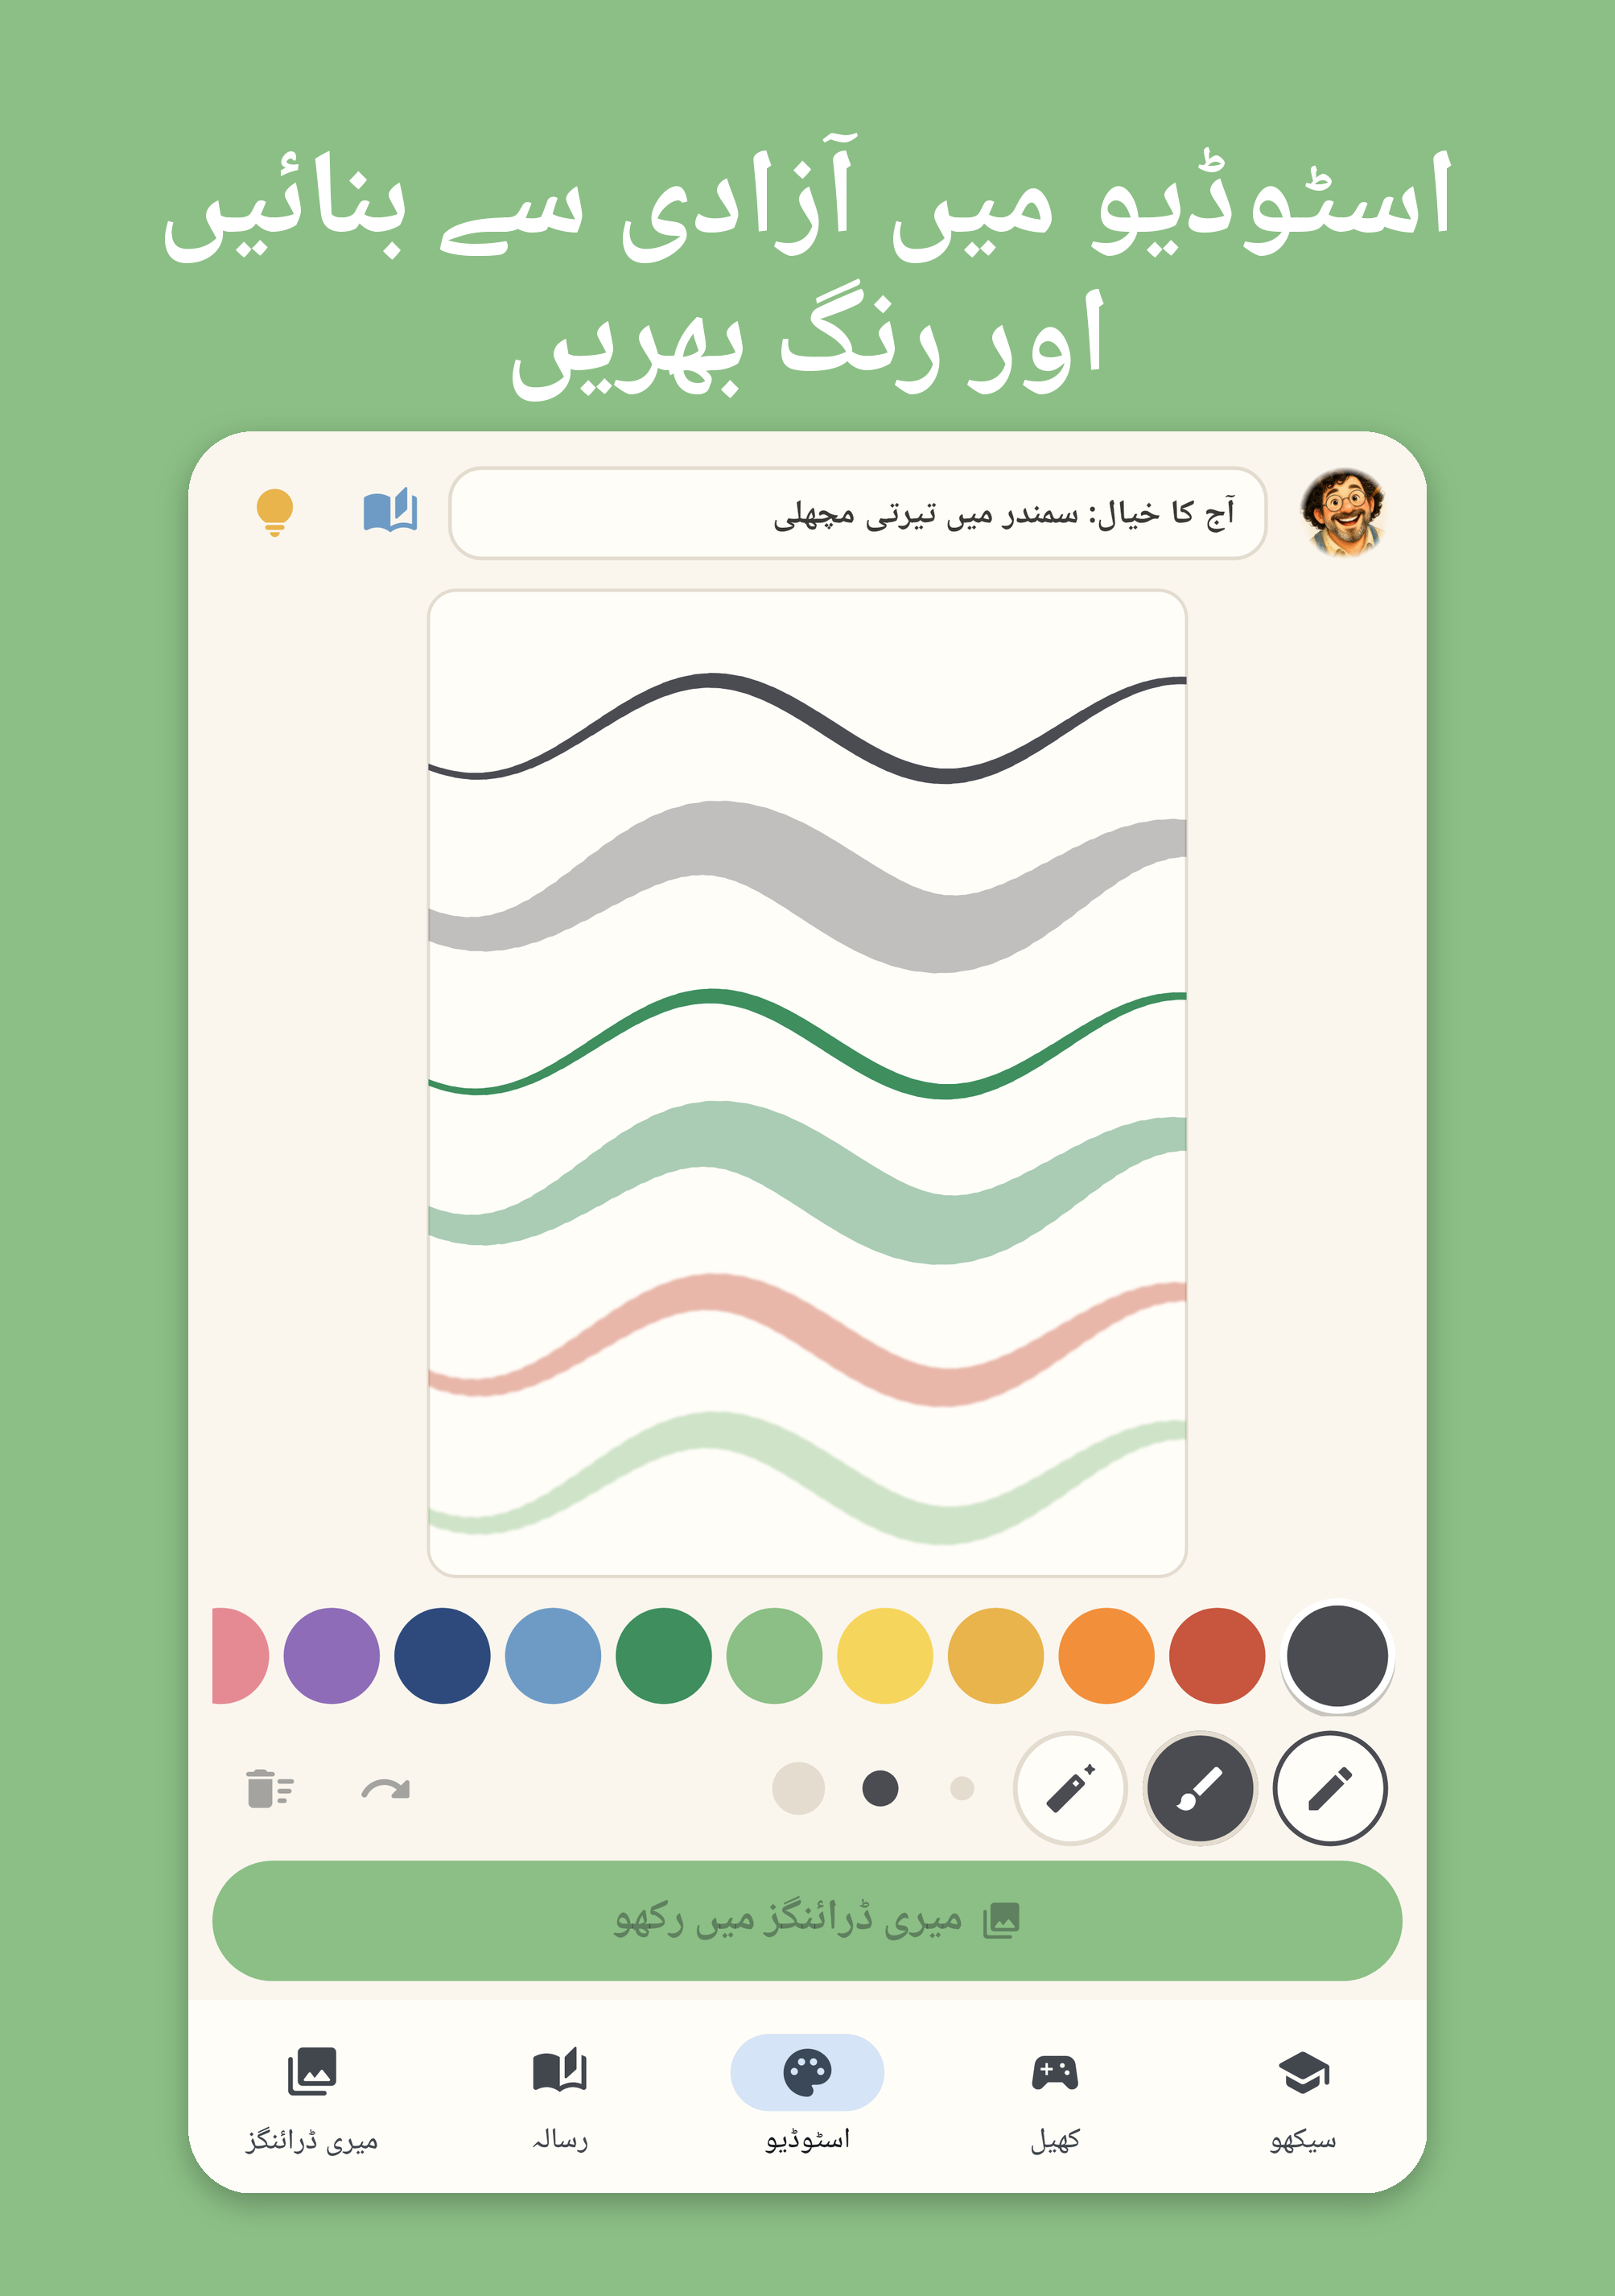 اسٹوڈیو میں آزادی سے بنائیں
اور رنگ بھریں
آج کا خیال: سمندر میں تیرتی مچھلی
میری ڈرائنگز میں رکھو
سیکھو
کھیل
اسٹوڈیو
رسالہ
میری ڈرائنگز